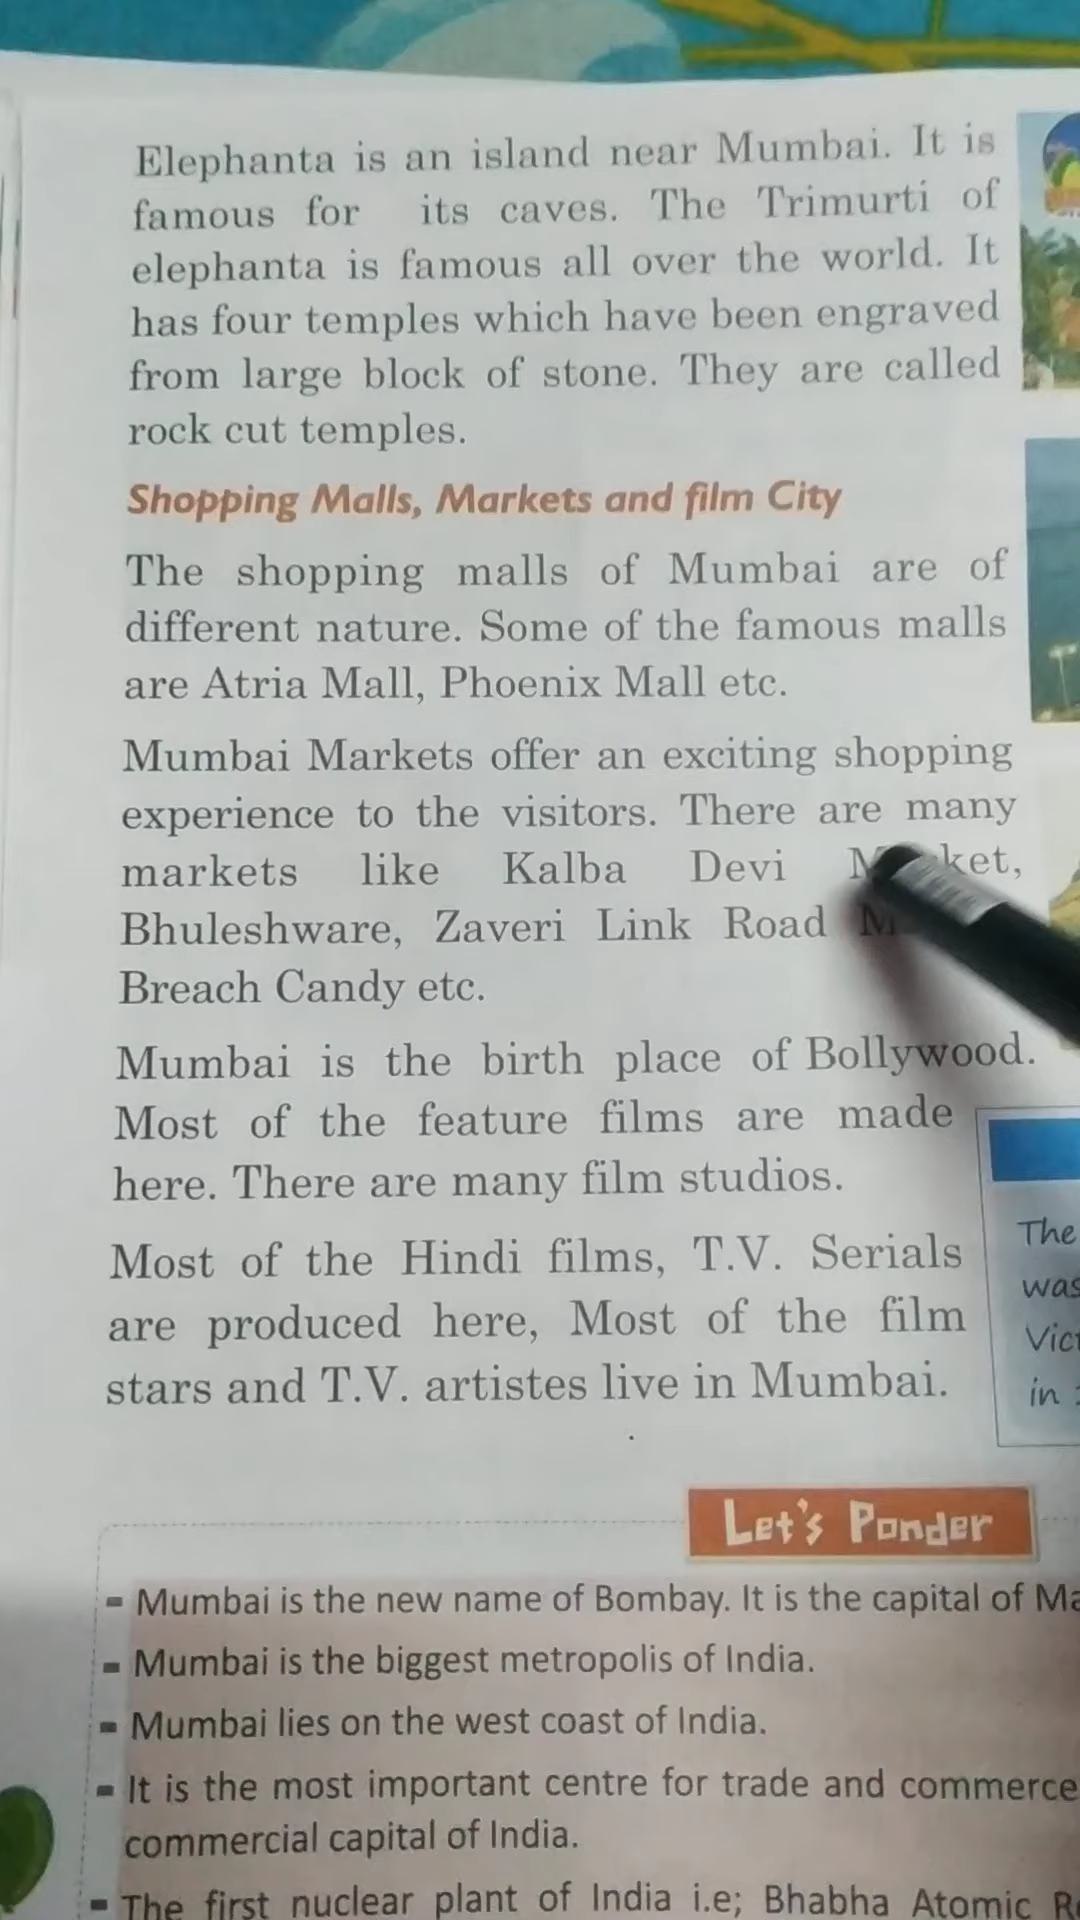 Elephanta is an island near Mumbai. It is
famous for its caves. The Trimurti of
elephanta is famous all over the world. It
has four temples which have been engraved
from large block of stone. They are called
rock cut temples.
Shopping Malls, Markets and film City
The shopping malls of Mumbai are of
different nature. Some of the famous malls
are Atria Mall, Phoenix Mall etc.
Mumbai Markets offer an exciting shopping
experience to the visitors. There are many
markets like Kalba Devi
Bhuleshware, Zaveri Link Road
Breach Candy etc.
Mumbai is the birth place of Bollywood.
Most of the feature films are made
here. There are many film studios.
Most of the Hindi films, T.V. Serials
are produced here, Most of the film
stars and T.V. artistes live in Mumbai.
The
was
in
Let's Ponder
- Mumbai is the new name of Bombay. It is the capital of
- Mumbai is the biggest metropolis of India.
- Mumbai lies on the west coast of India.
- It is the most important centre for trade and commerce
commercial capital of India.
- The first nuclear plant of India i.e; Bhabha Atomic